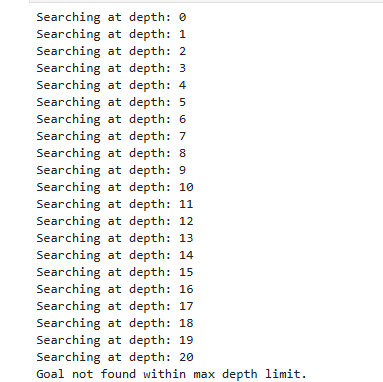 Searching at depth: 0
Searching at depth: 1
Searching at depth: 2
Searching at depth: 3
Searching at depth: 4
Searching at depth: 5
Searching at depth: 6
Searching at depth: 7
Searching at depth: 8
Searching at depth: 9
Searching at depth: 10
Searching at depth: 11
Searching at depth: 12
Searching at depth: 13
Searching at depth: 14
Searching at depth: 15
Searching at depth: 16
Searching at depth: 17
Searching at depth: 18
Searching at depth: 19
Searching at depth: 20
Goal not found within max depth limit.